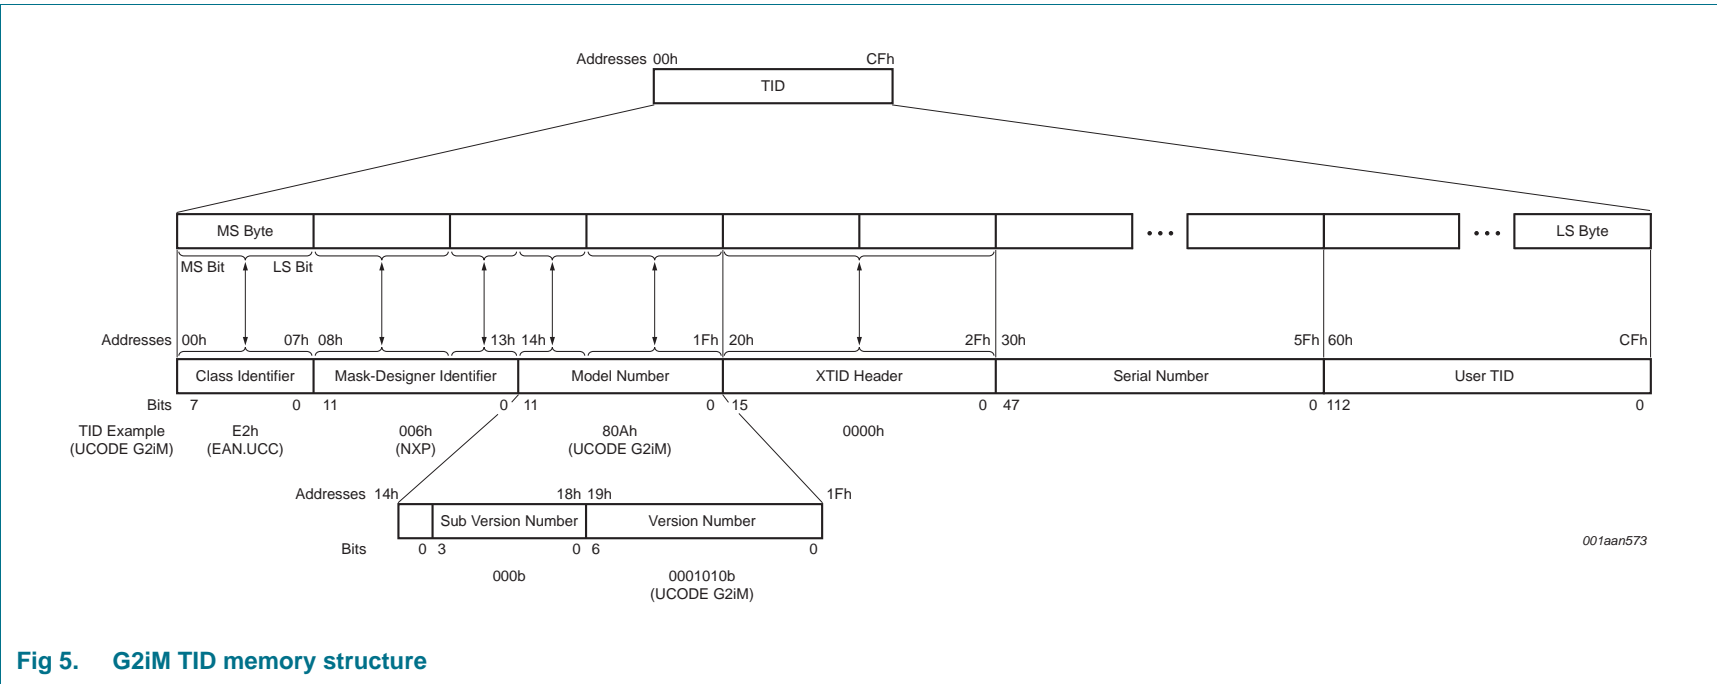 Addresses 00h CFh
TID
MS Byte ... ... LS Byte
MS Bit LS Bit
Addresses 00h 07h 08h 13h 14h 1Fh 20h 2Fh 30h 5Fh 60h CFh
Class Identifier Mask-Designer Identifier Model Number XTID Header Serial Number User TID
Bits 7 0 11 0 11 0 15 0 47 0 112 0
TID Example E2h 006h 80Ah 0000h
(UCODE G2iM) (EAN.UCC) (NXP) (UCODE G2iM)
Addresses 14h 18h 19h 1Fh
Sub Version Number Version Number
Bits 0 3 0 6 0
001aan573
000b 0001010b
(UCODE G2iM)
Fig 5. G2iM TID memory structure